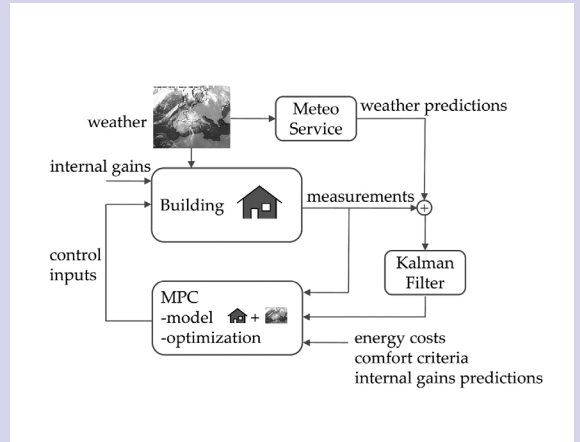 weather
Meteo
Service
weather predictions
internal gains
Building
measurements
+
control
inputs
Kalman
Filter
MPC
-model +
-optimization
energy costs
comfort criteria
internal gains predictions